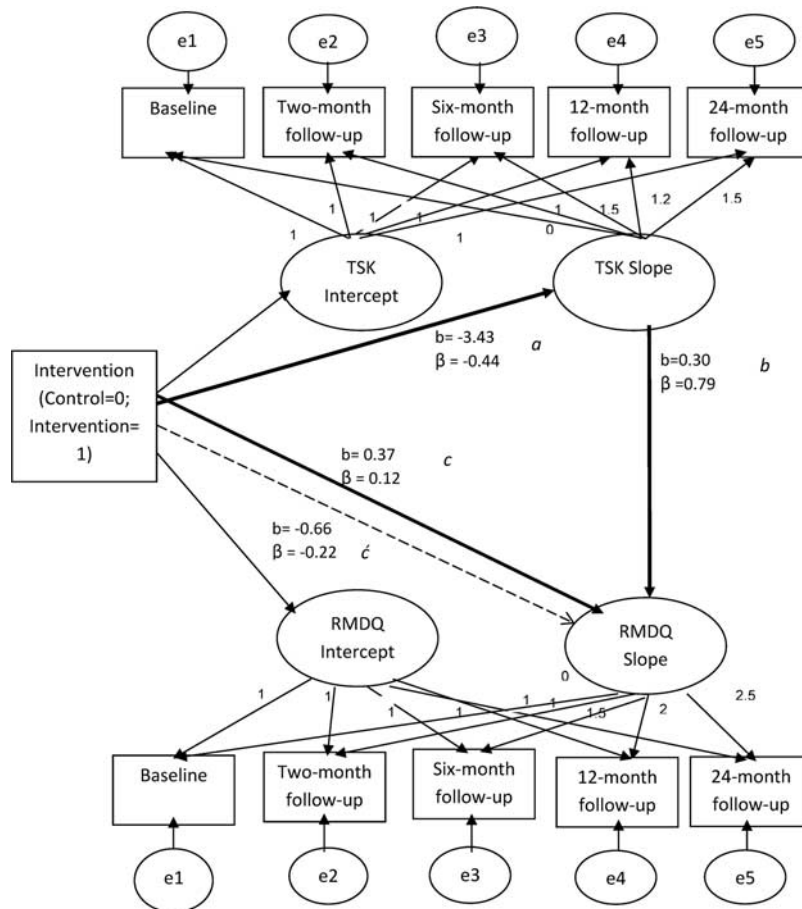 e1
e2
e3
e4
e5
Baseline
Two-month
follow-up
Six-month
follow-up
12-month
follow-up
24-month
follow-up
1
1
1
1
1
0
1
1.5
1.2
1.5
TSK
Intercept
TSK Slope
Intervention
(Control=0;
Intervention=
1)
b= -3.43
β = -0.44
a
b=0.30
β =0.79
b
b= 0.37
β = 0.12
c
b= -0.66
β = -0.22
ć
RMDQ
Intercept
RMDQ
Slope
1
1
1
1
1
0
1
1.5
2
2.5
Baseline
Two-month
follow-up
Six-month
follow-up
12-month
follow-up
24-month
follow-up
e1
e2
e3
e4
e5